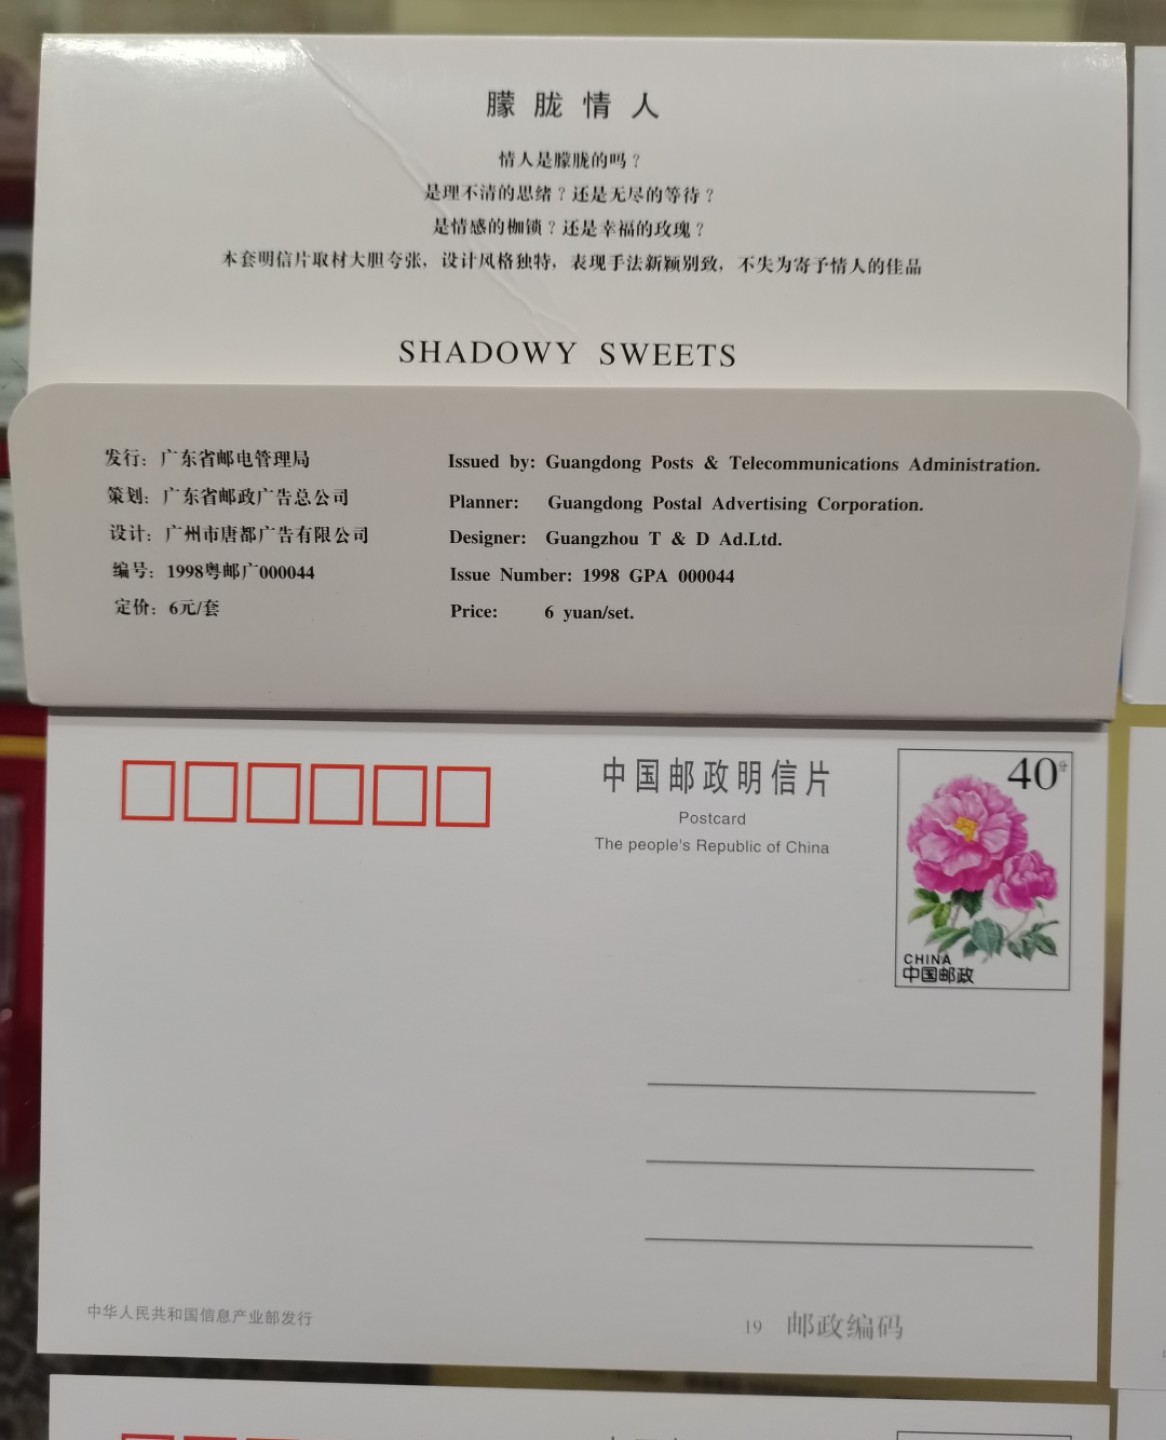 朦胧情人
情人是朦胧的吗？
是理不清的思绪？还是无尽的等待？
是情感的枷锁？还是幸福的玫瑰？
本套明信片取材大胆夸张，设计风格独特，表现手法新颖别致，不失为寄予情人的佳品
SHADOWY SWEETS
发行：广东省邮电管理局
策划：广东省邮政广告总公司
设计：广州市唐都广告有限公司
编号：1998粤邮广000044
定价：6元/套
Issued by: Guangdong Posts & Telecommunications Administration.
Planner: Guangdong Postal Advertising Corporation.
Designer: Guangzhou T & D Ad.Ltd.
Issue Number: 1998 GPA 000044
Price: 6 yuan/set.
中国邮政明信片
Postcard
The people's Republic of China
40分
CHINA
中国邮政
中华人民共和国信息产业部发行
19 邮政编码